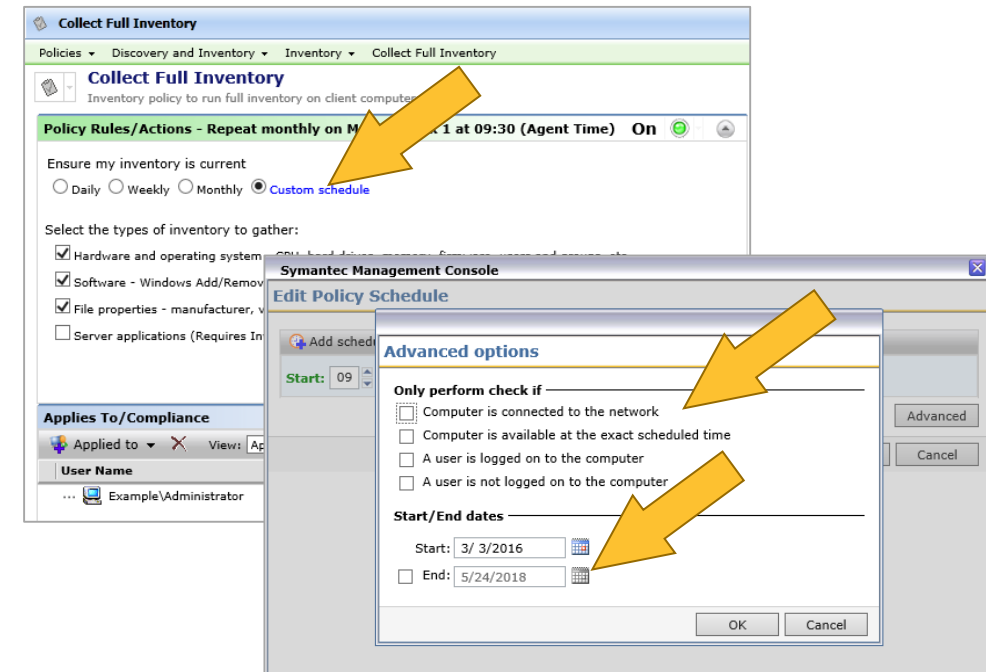 Collect Full Inventory
Policies Discovery and Inventory Inventory Collect Full Inventory
Collect Full Inventory
Inventory policy to run full inventory on client
Policy Rules/Actions - Repeat monthly on 1 at 09:30 (Agent Time) On
Ensure my inventory is current
Daily Weekly Monthly Custom schedule
Select the types of inventory to gather:
Hardware and operating system
Software - Windows Add/Remov
File properties - manufacturer, v
Server applications (Requires In
Applies To/Compliance
Applied to View: Ap
User Name
Example\Administrator
Symantec Management Console
Edit Policy Schedule
Add schedu
Start: 09
Advanced
Cancel
Advanced options
Only perform check if
Computer is connected to the network
Computer is available at the exact scheduled time
A user is logged on to the computer
A user is not logged on to the computer
Start/End dates
Start: 3/ 3/2016
End: 5/24/2018
OK Cancel